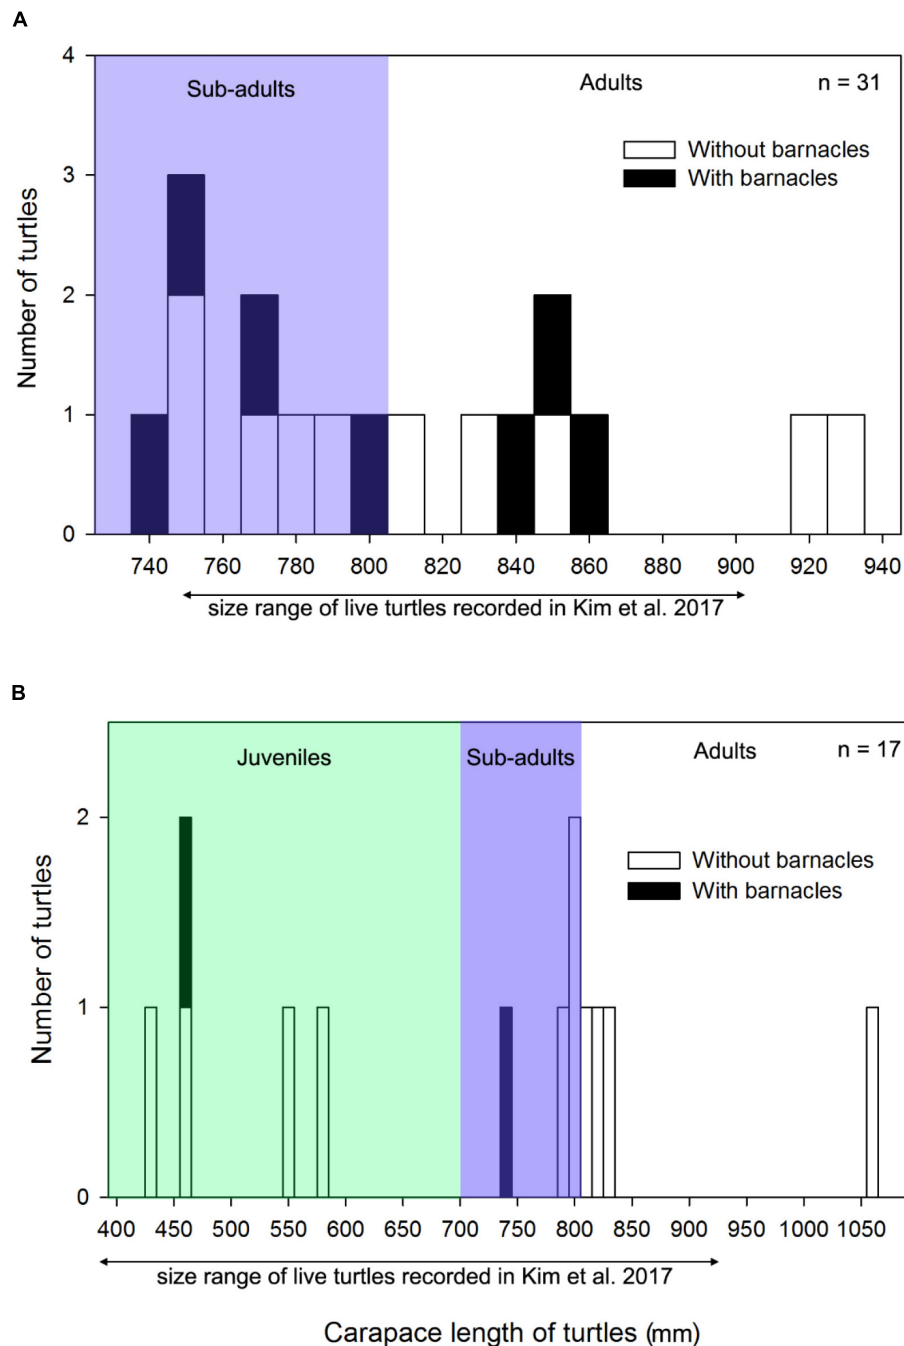 A
4
3
2
1
0
Number of turtles
Sub-adults
Adults
n = 31
Without barnacles
With barnacles
740 760 780 800 820 840 860 880 900 920 940
size range of live turtles recorded in Kim et al. 2017
B
2
1
0
Number of turtles
Juveniles
Sub-adults
Adults
n = 17
Without barnacles
With barnacles
400 450 500 550 600 650 700 750 800 850 900 950 1000 1050
size range of live turtles recorded in Kim et al. 2017
Carapace length of turtles (mm)